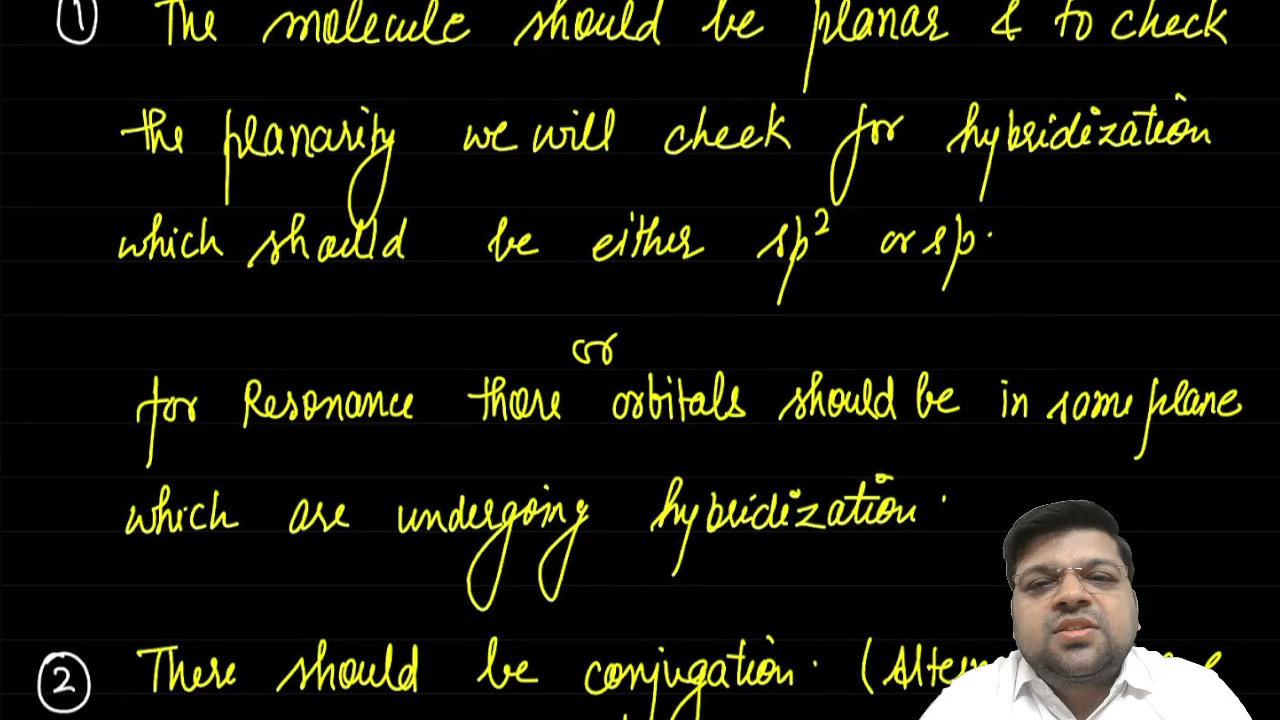 ① The molecule should be planar & to check
the planarity we will check for hybridization
which should be either sp² or sp.
or
for Resonance those orbitals should be in same plane
which are undergoing hybridization.
② There should be conjugation. (